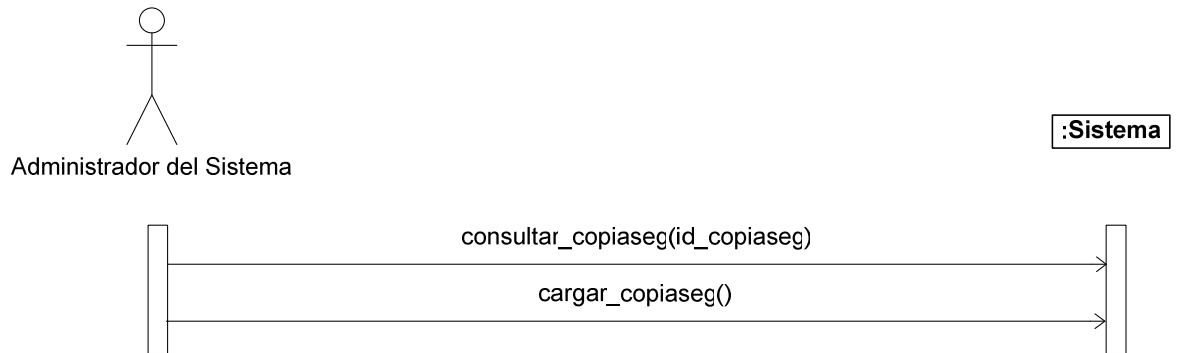 :Sistema
Administrador del Sistema
consultar_copiaseg(id_copiaseg)
cargar_copiaseg()